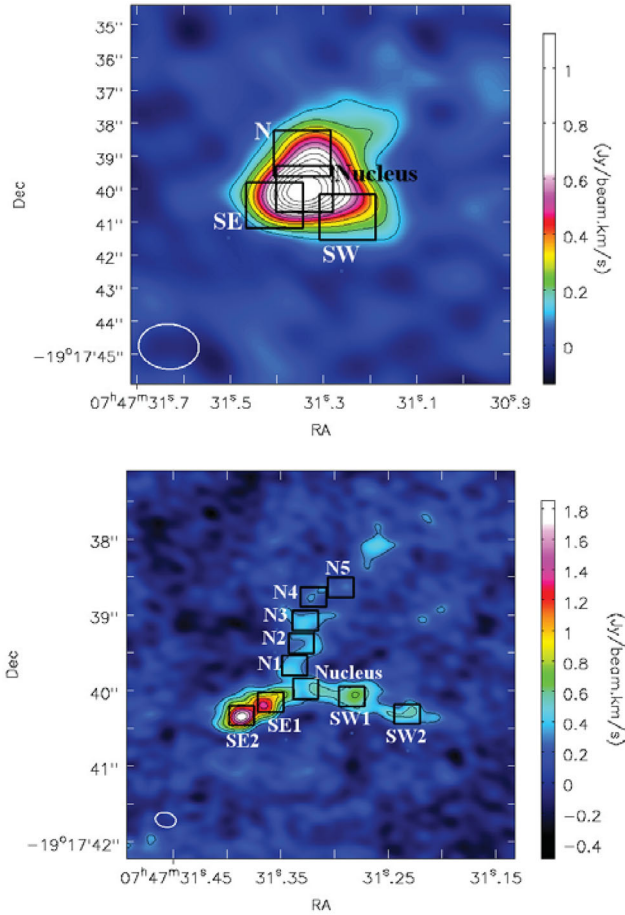 35''
36''
37''
38''
39''
40''
41''
42''
43''
44''
−19°17'45''
Dec
N
Nucleus
SE
SW
07ʰ47ᵐ31ˢ.7 31ˢ.5 31ˢ.3 31ˢ.1 30ˢ.9
RA
1
0.8
0.6
0.4
0.2
0
(Jy/beam.km/s)
38''
39''
40''
41''
−19°17'42''
Dec
N5
N4
N3
N2
N1
Nucleus
SE1
SE2
SW1
SW2
07ʰ47ᵐ31ˢ.45 31ˢ.35 31ˢ.25 31ˢ.15
RA
1.8
1.6
1.4
1.2
1
0.8
0.6
0.4
0.2
0
−0.2
−0.4
(Jy/beam.km/s)